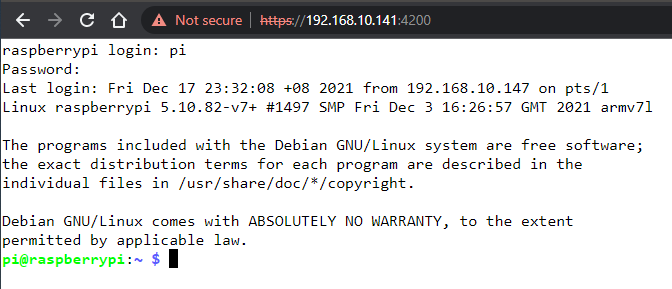 Not secure https://192.168.10.141:4200
raspberrypi login: pi
Password:
Last login: Fri Dec 17 23:32:08 +08 2021 from 192.168.10.147 on pts/1
Linux raspberrypi 5.10.82-v7+ #1497 SMP Fri Dec 3 16:26:57 GMT 2021 armv7l

The programs included with the Debian GNU/Linux system are free software;
the exact distribution terms for each program are described in the
individual files in /usr/share/doc/*/copyright.

Debian GNU/Linux comes with ABSOLUTELY NO WARRANTY, to the extent
permitted by applicable law.
pi@raspberrypi:~ $